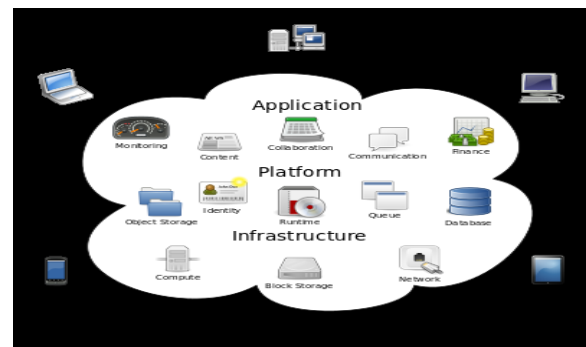 Application
Monitoring
Content
Collaboration
Communication
Finance
Platform
Object Storage
Identity
Runtime
Queue
Database
Infrastructure
Compute
Block Storage
Network